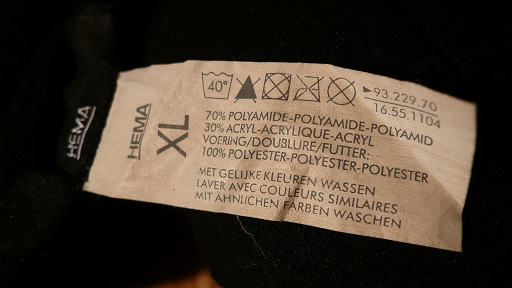 HEMA
HEMA
XL
40°
►93.229.70
16.55.1104
70% POLYAMIDE-POLYAMIDE-POLYAMID
30% ACRYL-ACRYLIQUE-ACRYL
VOERING/DOUBLURE/FUTTER:
100% POLYESTER-POLYESTER-POLYESTER
MET GELIJKE KLEUREN WASSEN
LAVER AVEC COULEURS SIMILAIRES
MIT ÄHNLICHEN FARBEN WASCHEN